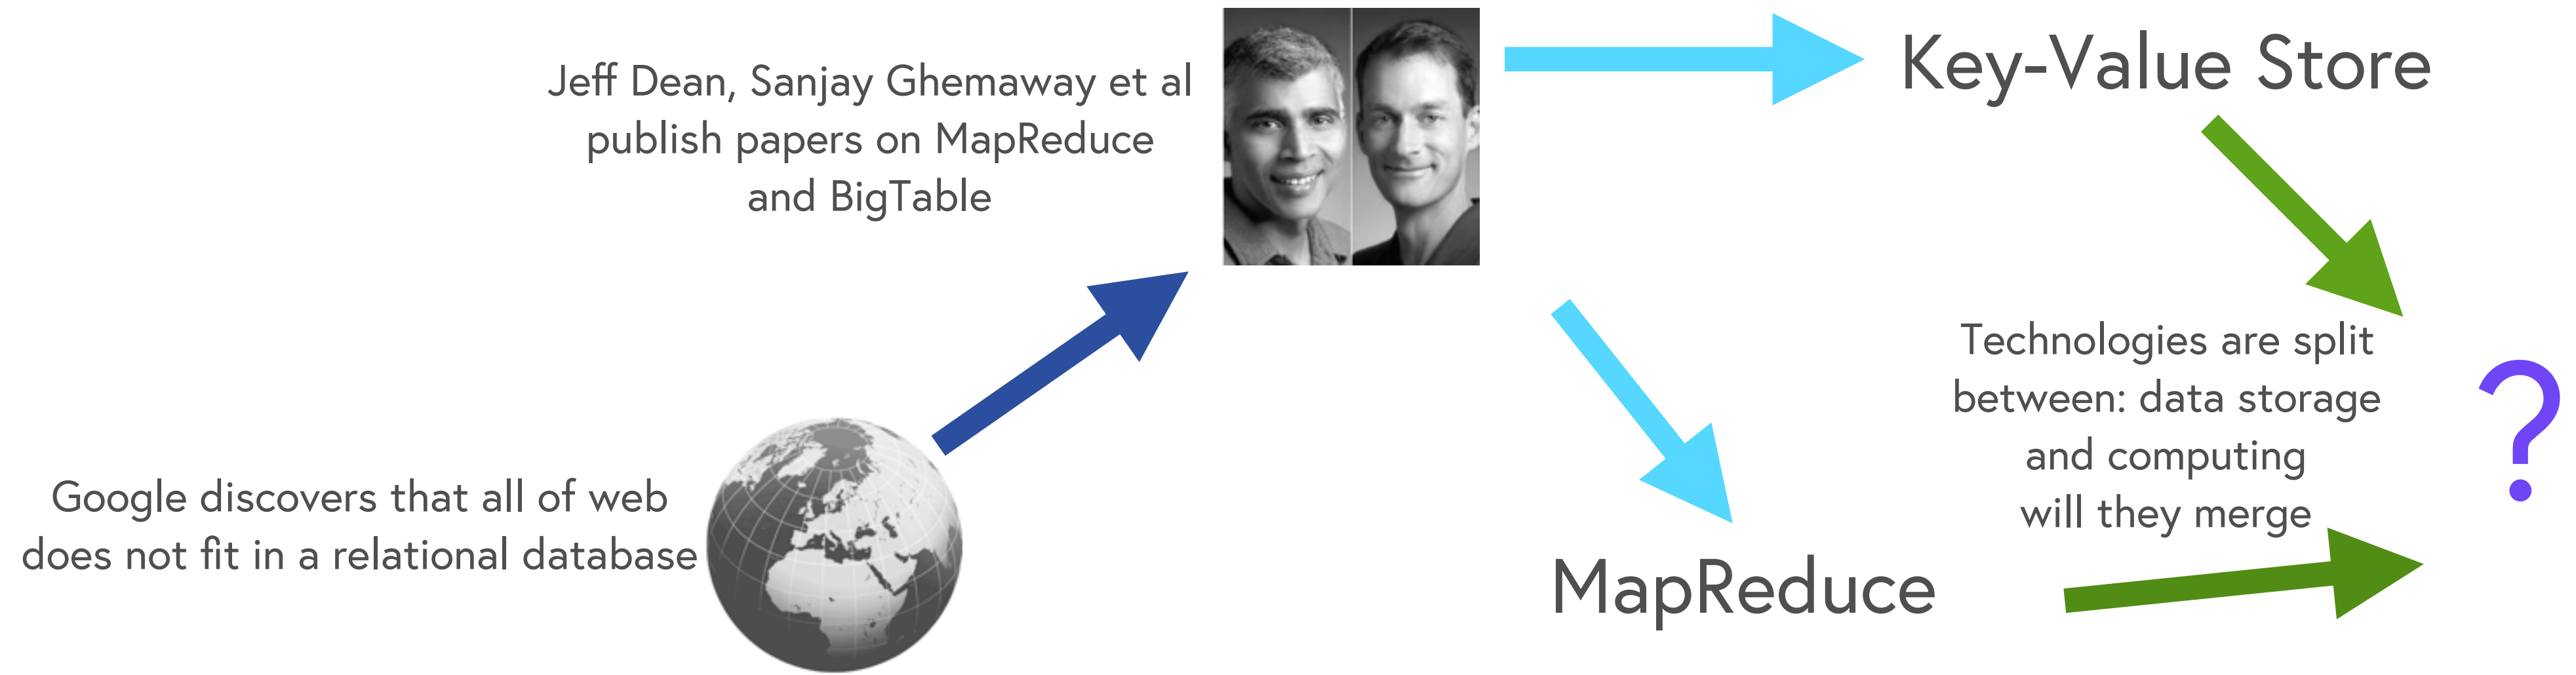 Jeff Dean, Sanjay Ghemaway et al
publish papers on MapReduce
and BigTable
Key-Value Store
Google discovers that all of web
does not fit in a relational database
MapReduce
Technologies are split
between: data storage
and computing
will they merge
?